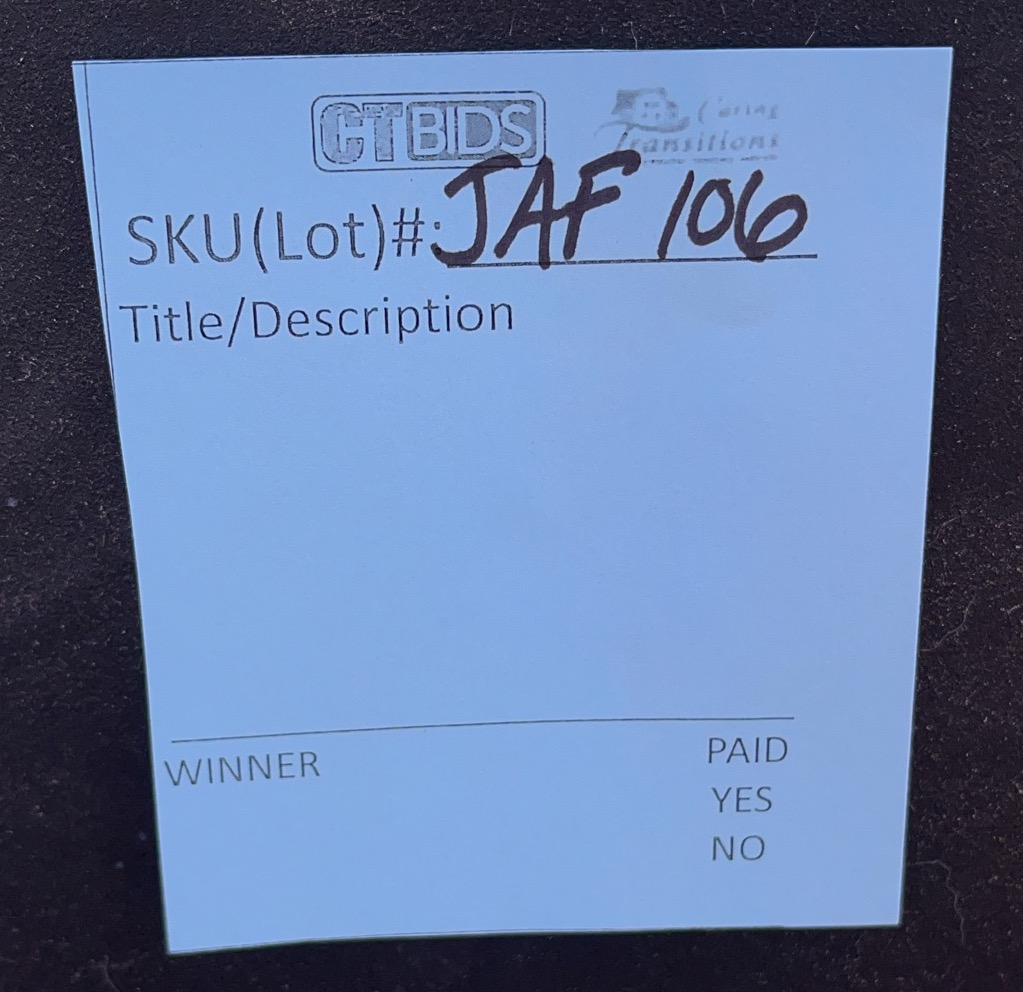 CTBIDS
Caring
Transitions
SKU(Lot)#: JAF 106
Title/Description
WINNER
PAID
YES
NO